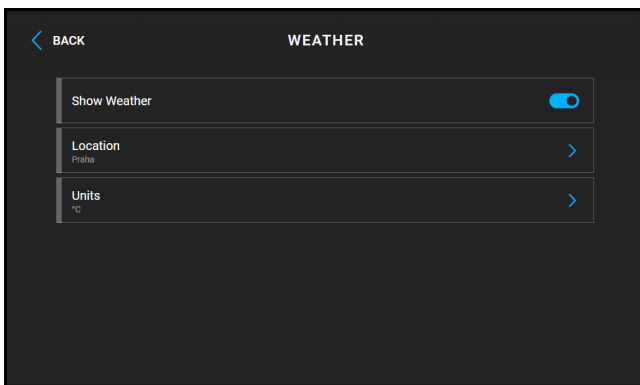 BACK
WEATHER
Show Weather
Location
Praha
Units
°C